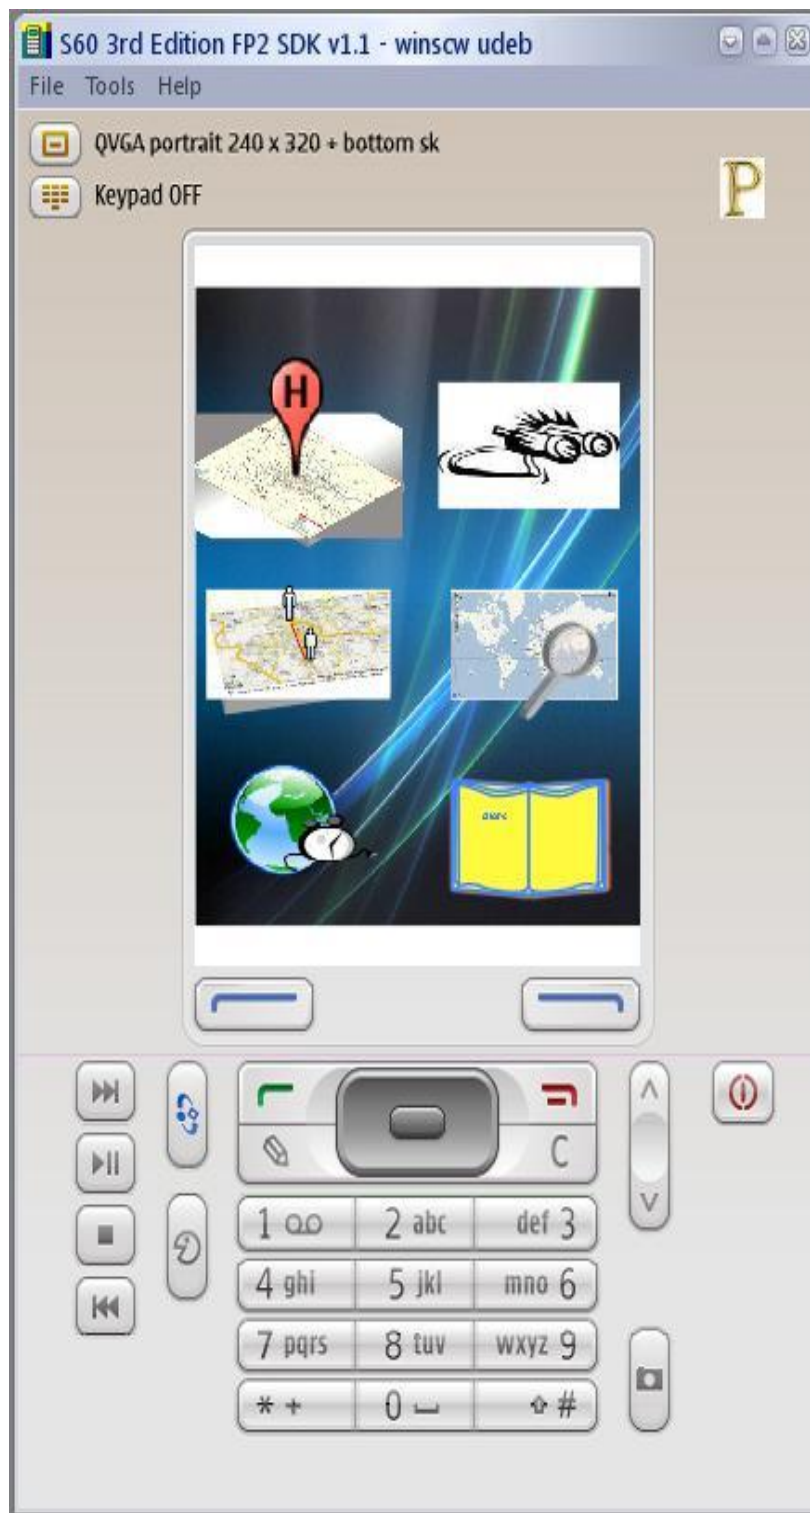 S60 3rd Edition FP2 SDK v1.1 - winscw udeb
File Tools Help
QVGA portrait 240 x 320 + bottom sk
Keypad OFF
P
H
C
1 2 abc def 3
4 ghi 5 jkl mno 6
7 pqrs 8 tuv wxyz 9
* + 0 #